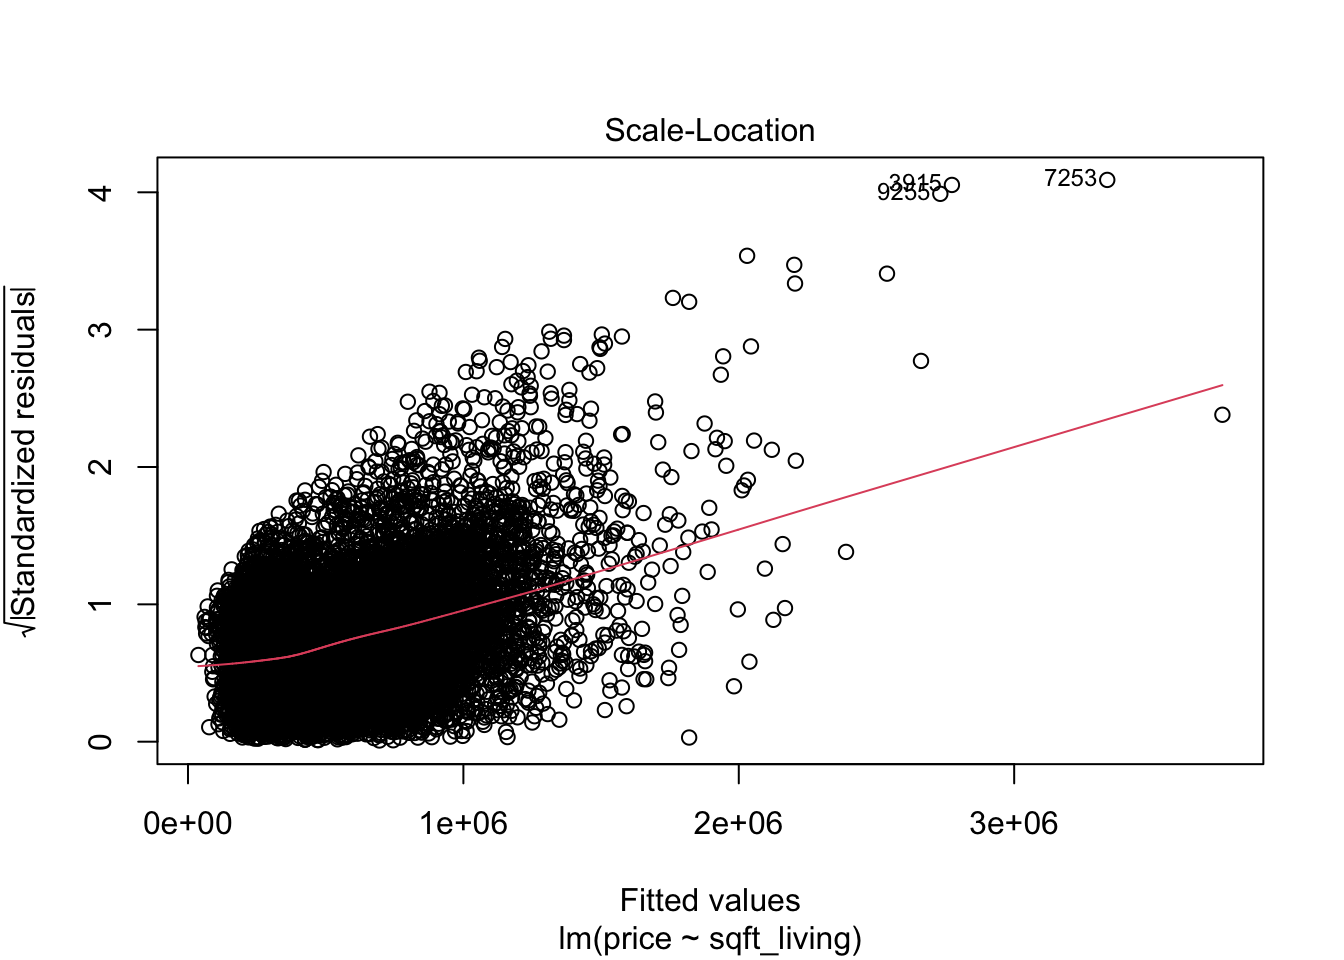 Scale-Location
√|Standardized residuals|
4
3
2
1
0
3915
9255
7253
0e+00 1e+06 2e+06 3e+06
Fitted values
lm(price ~ sqft_living)